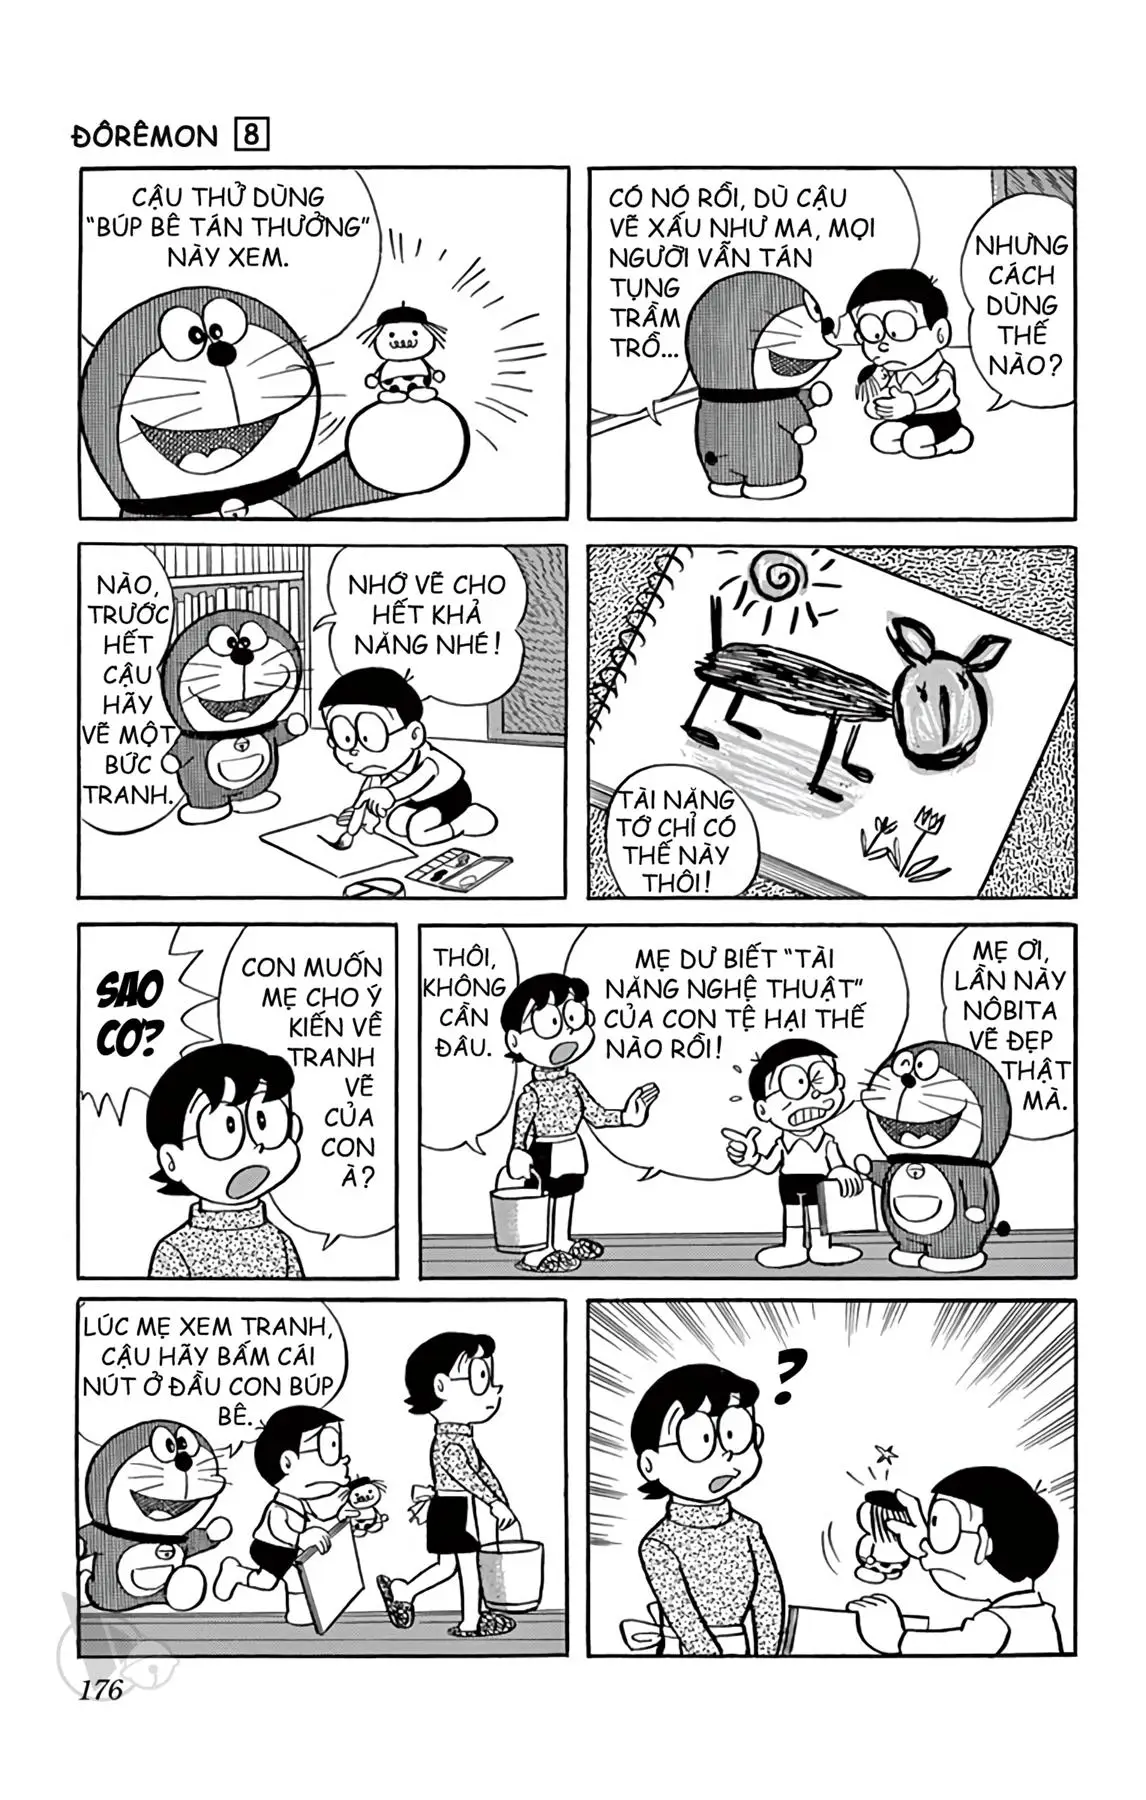 ĐÔRÊMON 8
CẬU THỬ DÙNG
“BÚP BÊ TÁN THƯỞNG”
NÀY XEM.
CÓ NÓ RỒI, DÙ CẬU
VẼ XẤU NHƯ MA, MỌI
NGƯỜI VẪN TÁN
TỤNG
TRẦM
TRỒ...
NHƯNG
CÁCH
DÙNG
THẾ
NÀO?
NÀO,
TRƯỚC
HẾT
CẬU
HÃY
VẼ MỘT
BỨC
TRANH.
NHỚ VẼ CHO
HẾT KHẢ
NĂNG NHÉ!
TÀI NĂNG
TỚ CHỈ CÓ
THẾ NÀY
THÔI!
SAO
CƠ?
CON MUỐN
MẸ CHO Ý
KIẾN VỀ
TRANH
VẼ
CỦA
CON
À?
THÔI,
KHÔNG
CẦN
ĐÂU.
MẸ DƯ BIẾT “TÀI
NĂNG NGHỆ THUẬT”
CỦA CON TỆ HẠI THẾ
NÀO RỒI!
MẸ ƠI,
LẦN NÀY
NÔBITA
VẼ ĐẸP
THẬT
MÀ.
LÚC MẸ XEM TRANH,
CẬU HÃY BẤM CÁI
NÚT Ở ĐẦU CON BÚP
BÊ.
?
176